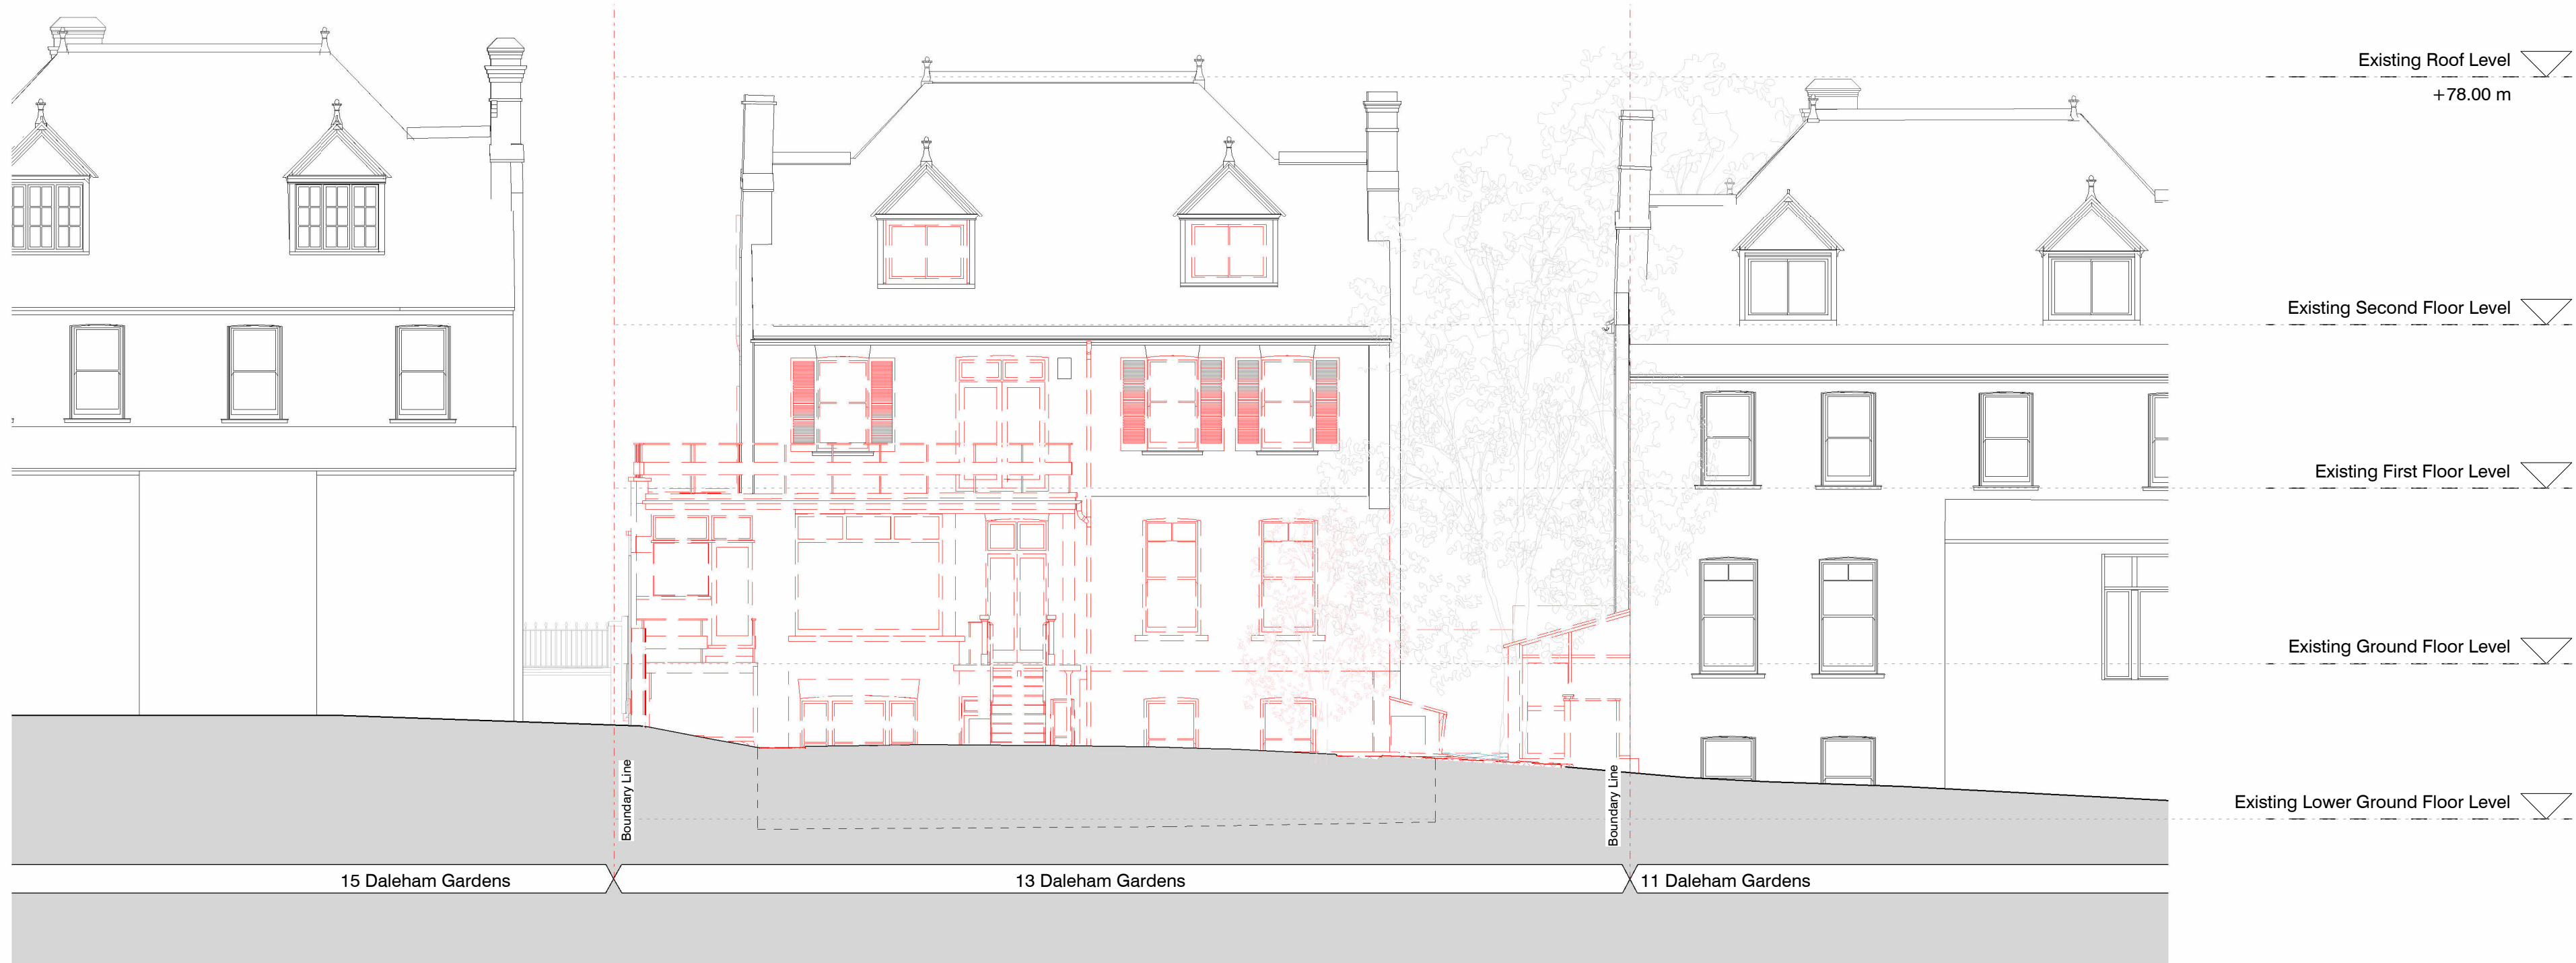 Existing Roof Level
+78.00 m
Existing Second Floor Level
Existing First Floor Level
Existing Ground Floor Level
Existing Lower Ground Floor Level
Boundary Line
Boundary Line
15 Daleham Gardens
13 Daleham Gardens
11 Daleham Gardens